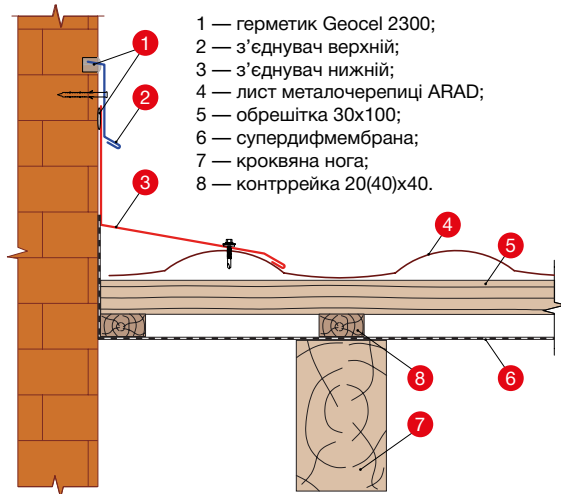 1 — герметик Geocel 2300;
2 — з’єднувач верхній;
3 — з’єднувач нижній;
4 — лист металочерепиці ARAD;
5 — обрешітка 30х100;
6 — супердифмембрана;
7 — кроквяна нога;
8 — контррейка 20(40)х40.
1
2
3
4
5
8
6
7